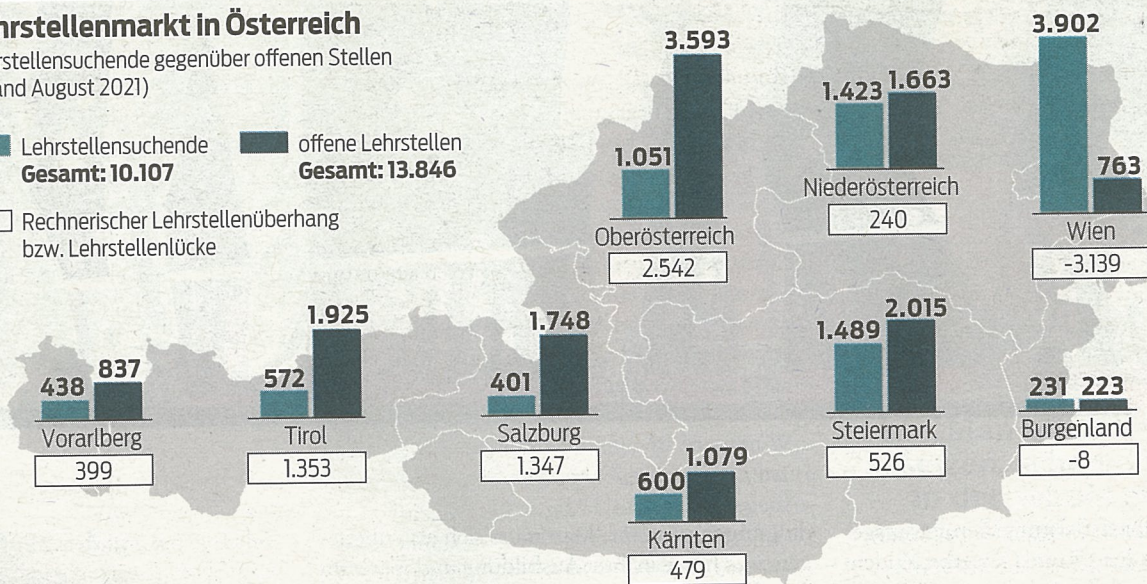 hrstellenmarkt in Österreich
rstellensuchende gegenüber offenen Stellen
and August 2021)
Lehrstellensuchende
Gesamt: 10.107
offene Lehrstellen
Gesamt: 13.846
Rechnerischer Lehrstellenüberhang
bzw. Lehrstellenlücke
1.051
3.593
Oberösterreich
2.542
1.423
1.663
Niederösterreich
240
3.902
763
Wien
-3.139
438
837
Vorarlberg
399
572
1.925
Tirol
1.353
401
1.748
Salzburg
1.347
600
1.079
Kärnten
479
1.489
2.015
Steiermark
526
231
223
Burgenland
-8